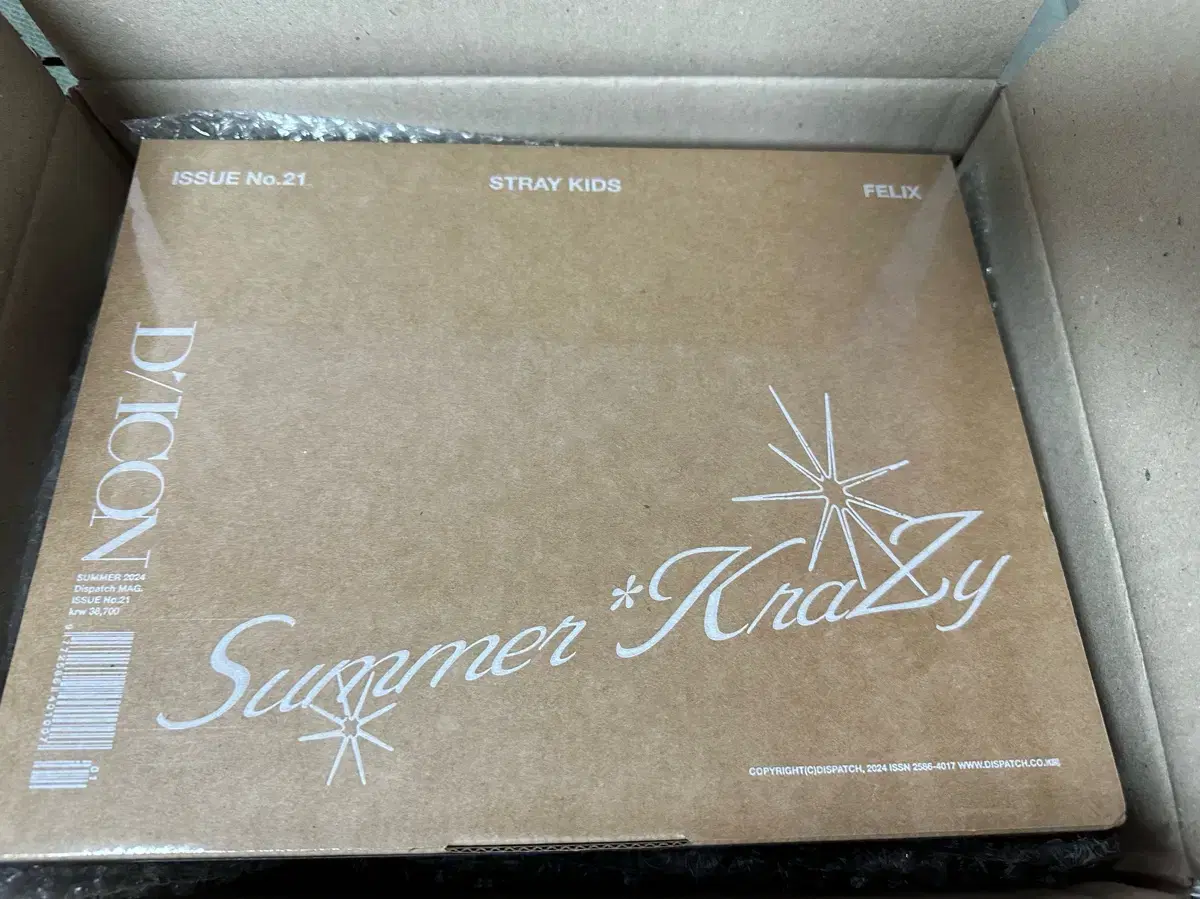 ISSUE No.21
STRAY KIDS
FELIX
D'/ICON
SUMMER 2024
Dispatch MAG.
ISSUE No.21
krw 38,700
01
Summer *KraZy
COPYRIGHT(C)DISPATCH, 2024 ISSN 2586-4017 WWW.DISPATCH.CO.KR